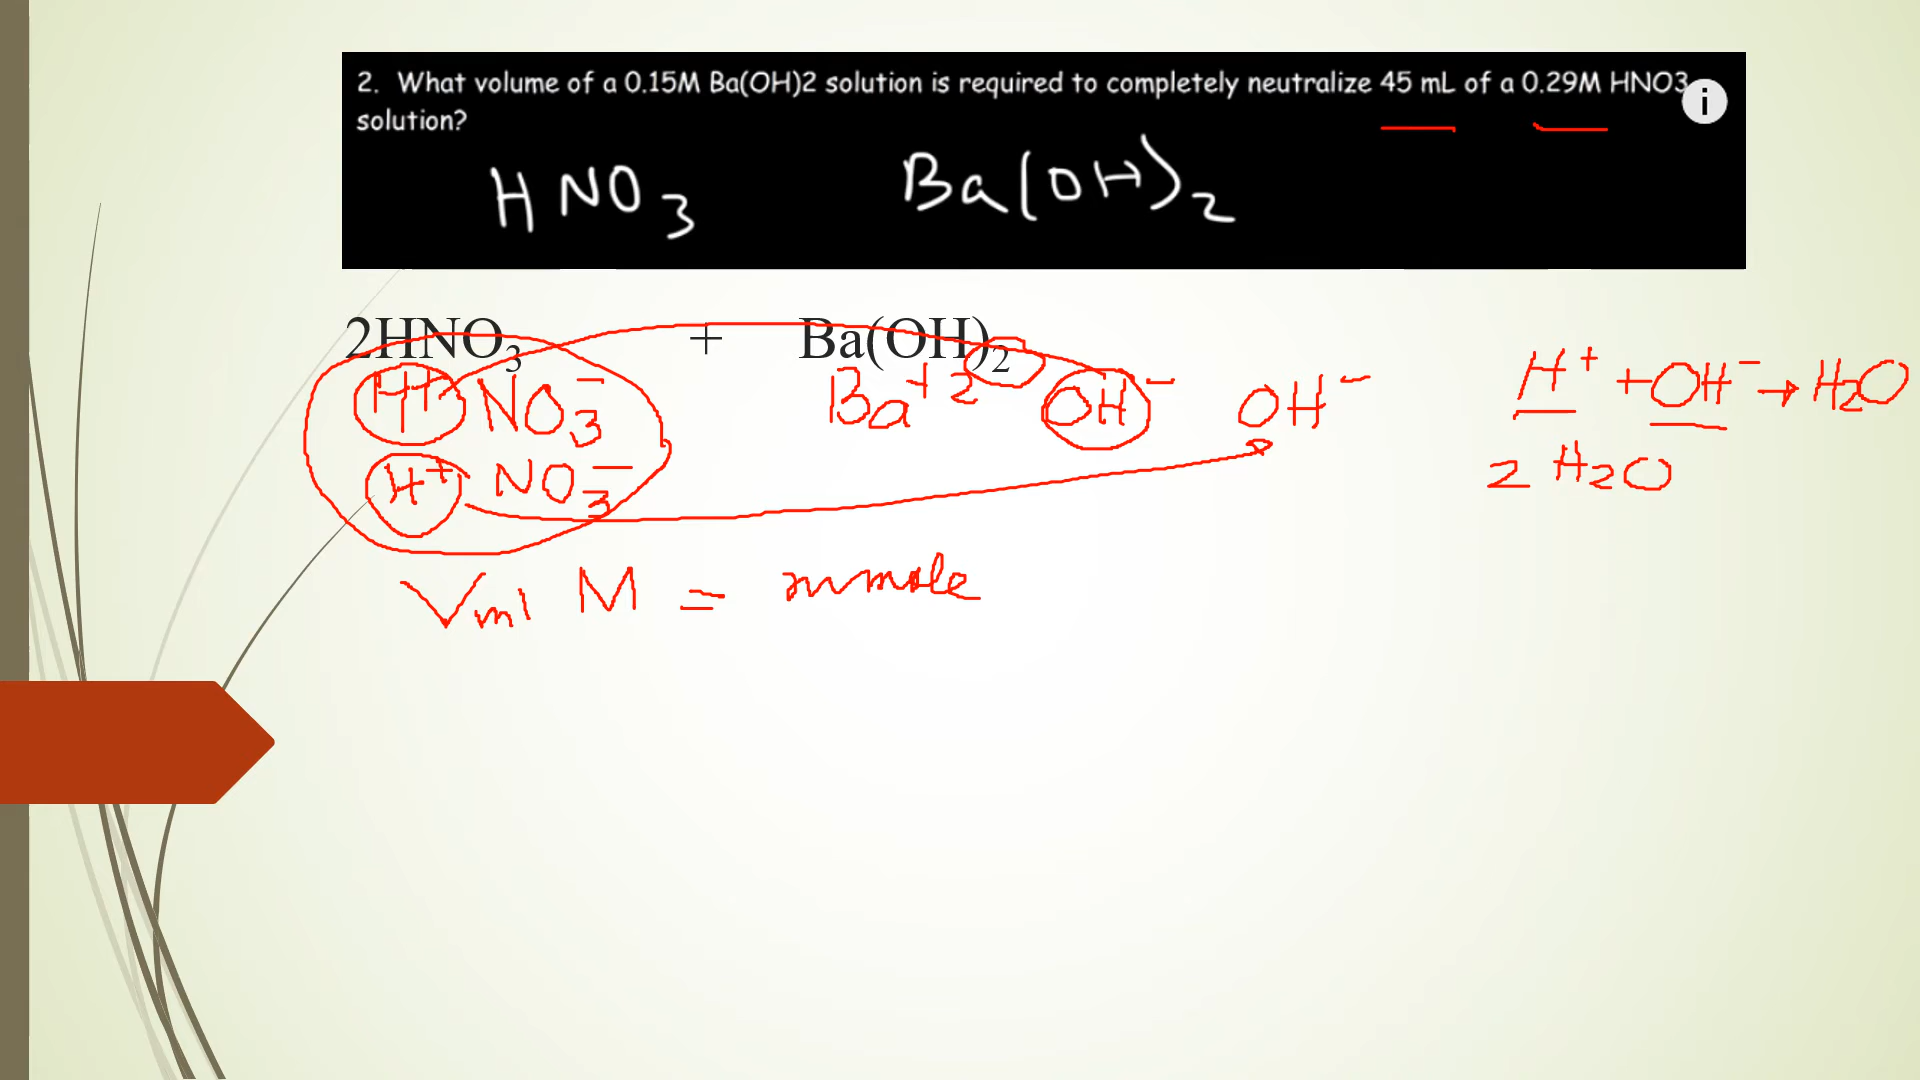 2. What volume of a 0.15M Ba(OH)2 solution is required to completely neutralize 45 mL of a 0.29M HNO3
solution?
i
HNO3 Ba(OH)2
2HNO₃ + Ba(OH)₂
H⁺ NO₃⁻ Ba⁺² OH⁻ OH⁻ H⁺ + OH⁻ → H₂O
H⁺ NO₃⁻ 2 H₂O
Vml M = mmole